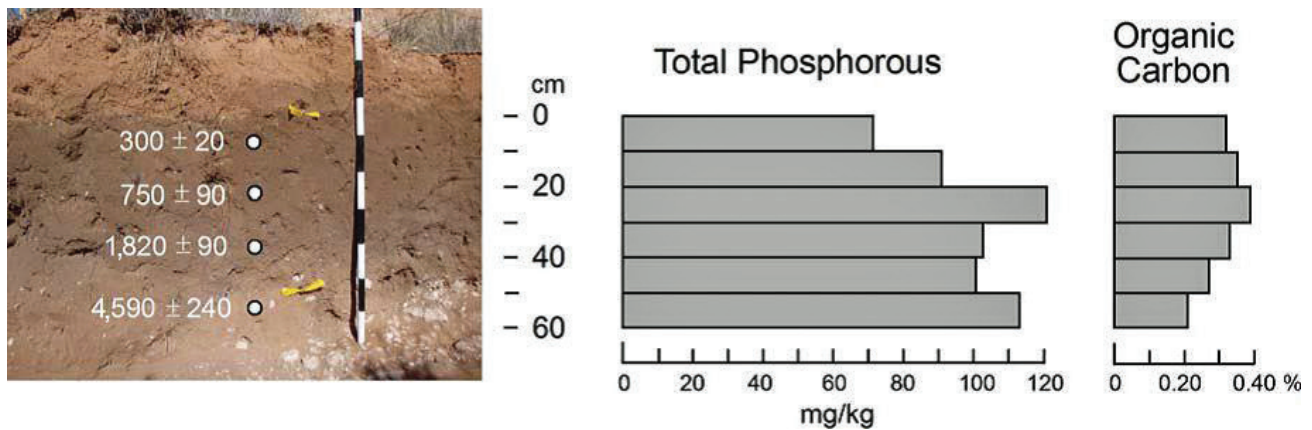 300 ± 20
750 ± 90
1,820 ± 90
4,590 ± 240
cm
0
20
40
60
Total Phosphorous
0 20 40 60 80 100 120
mg/kg
Organic
Carbon
0 0.20 0.40 %